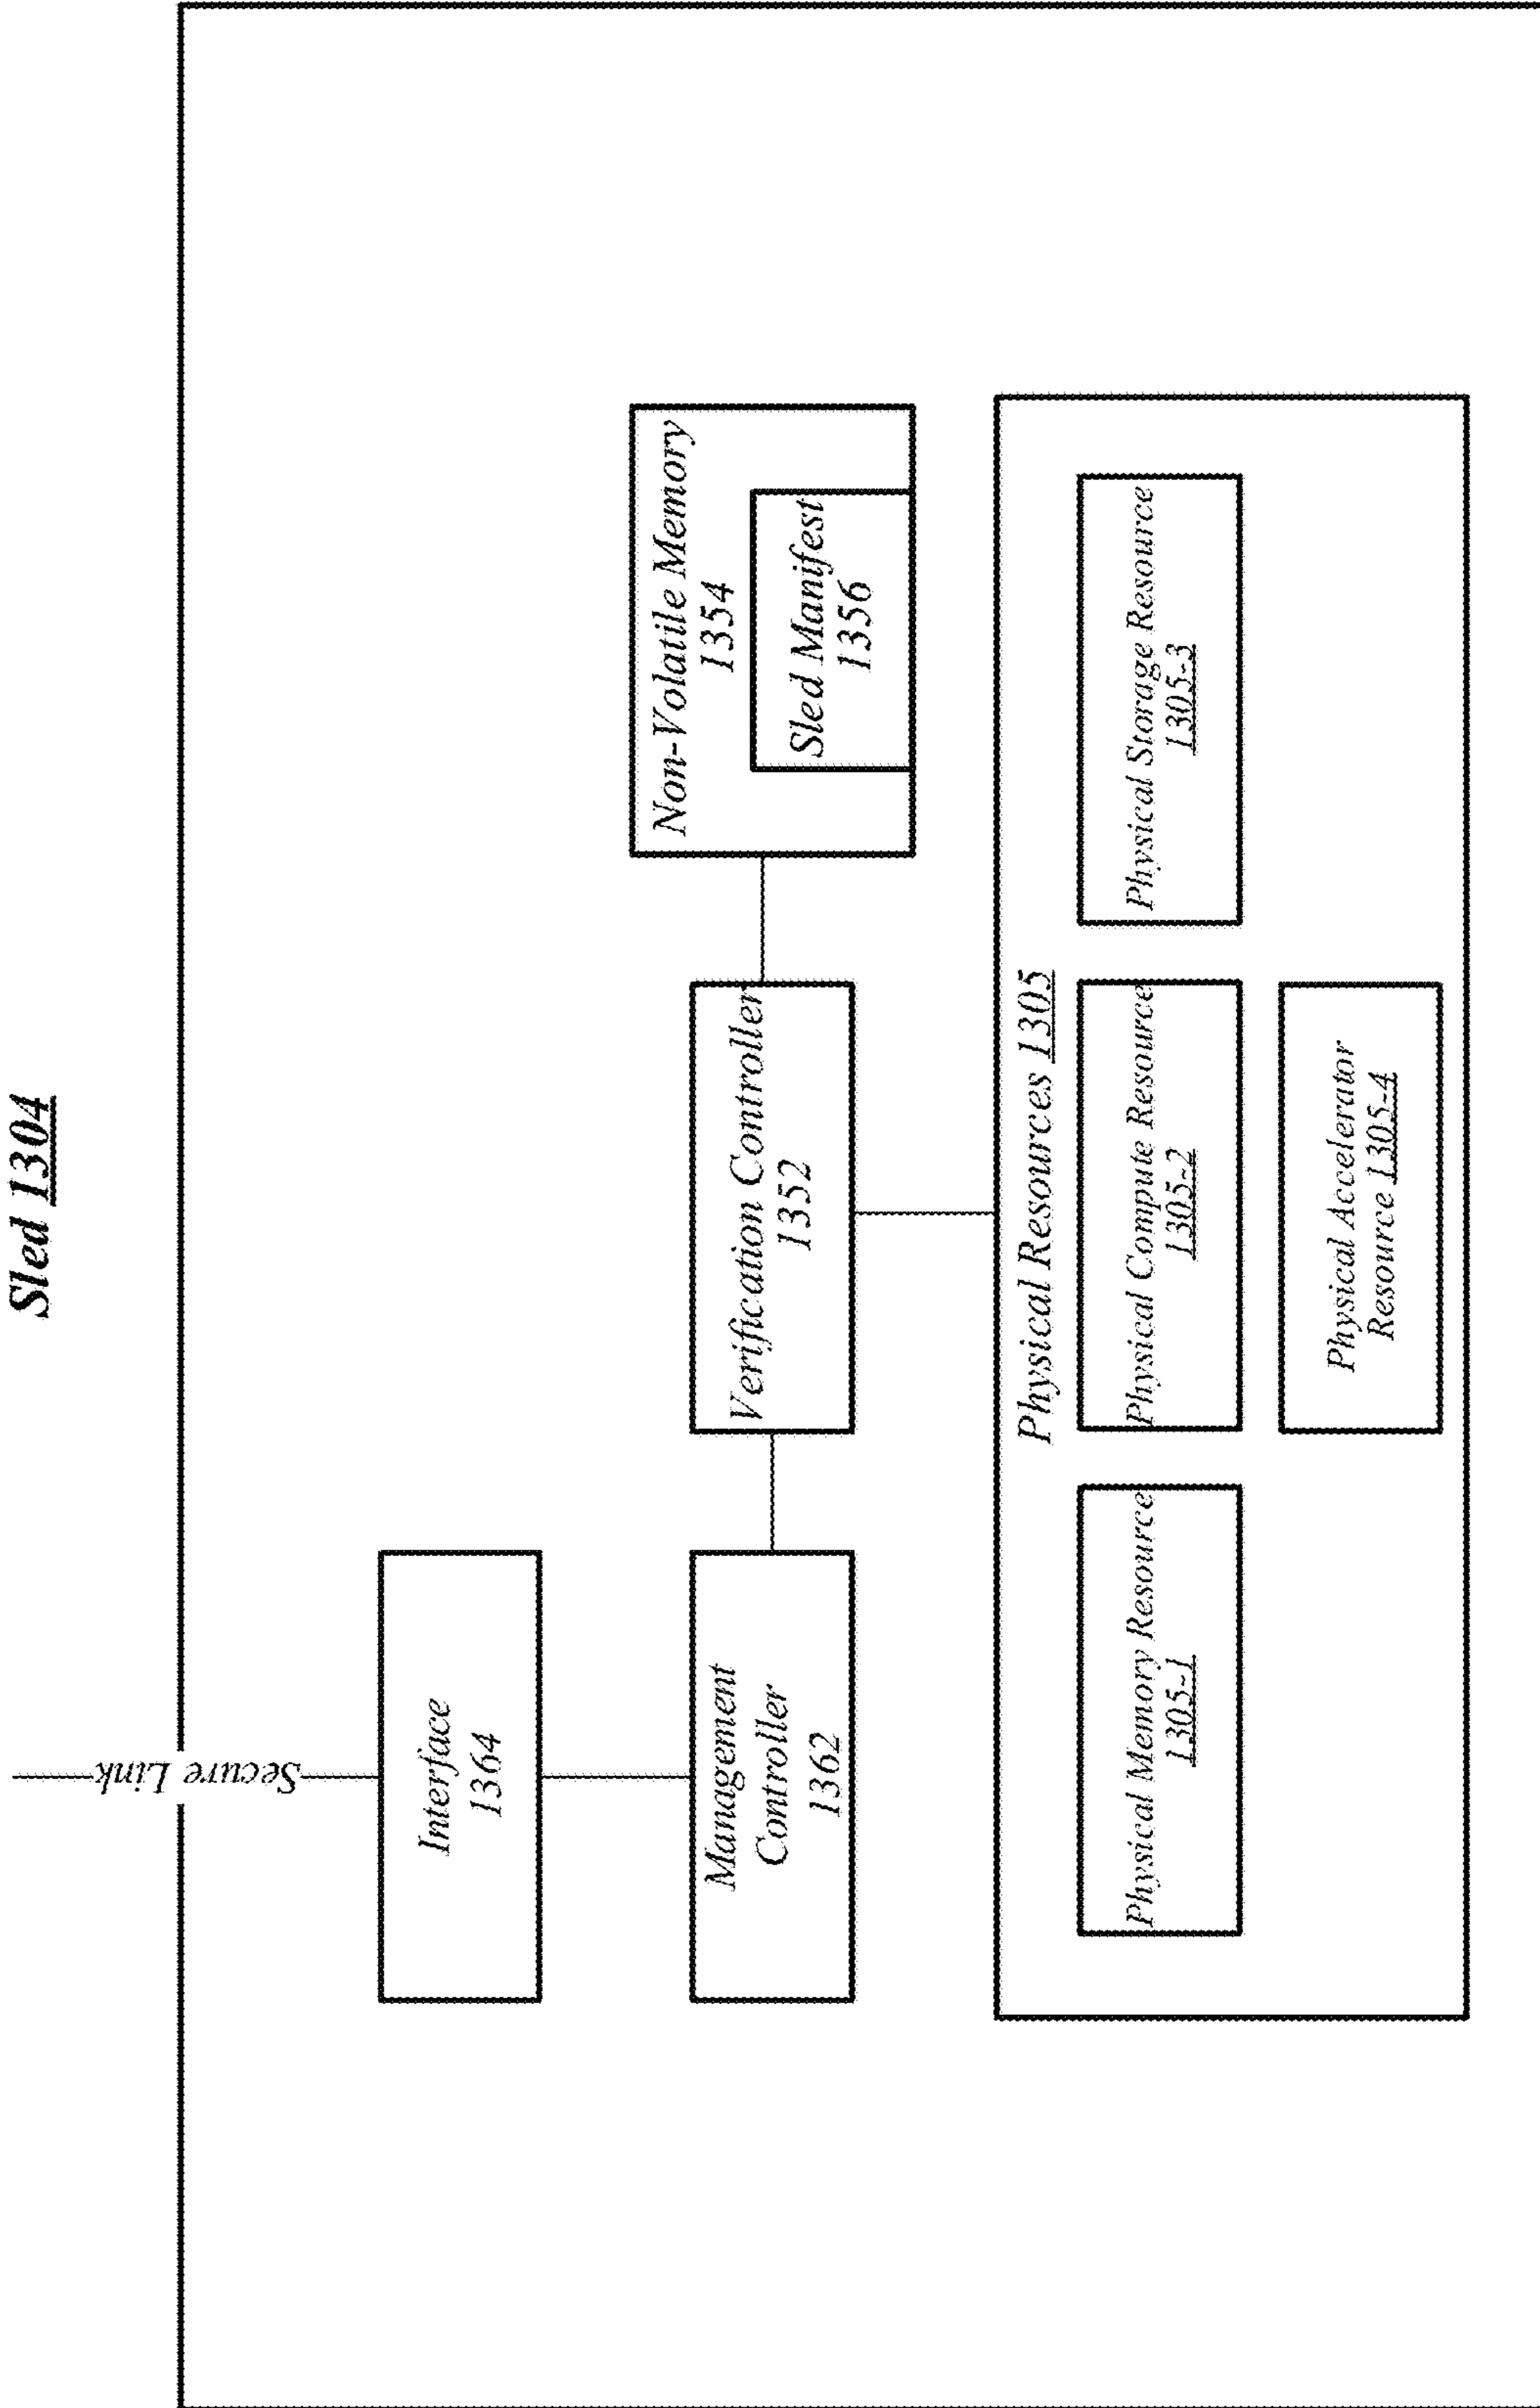 Sled 1304
Secure Link
Interface
1364
Management
Controller
1362
Verification Controller
1352
Non-Volatile Memory
1354
Sled Manifest
1356
Physical Resources 1305
Physical Memory Resource
1305-1
Physical Compute Resource
1305-2
Physical Storage Resource
1305-3
Physical Accelerator
Resource 1305-4